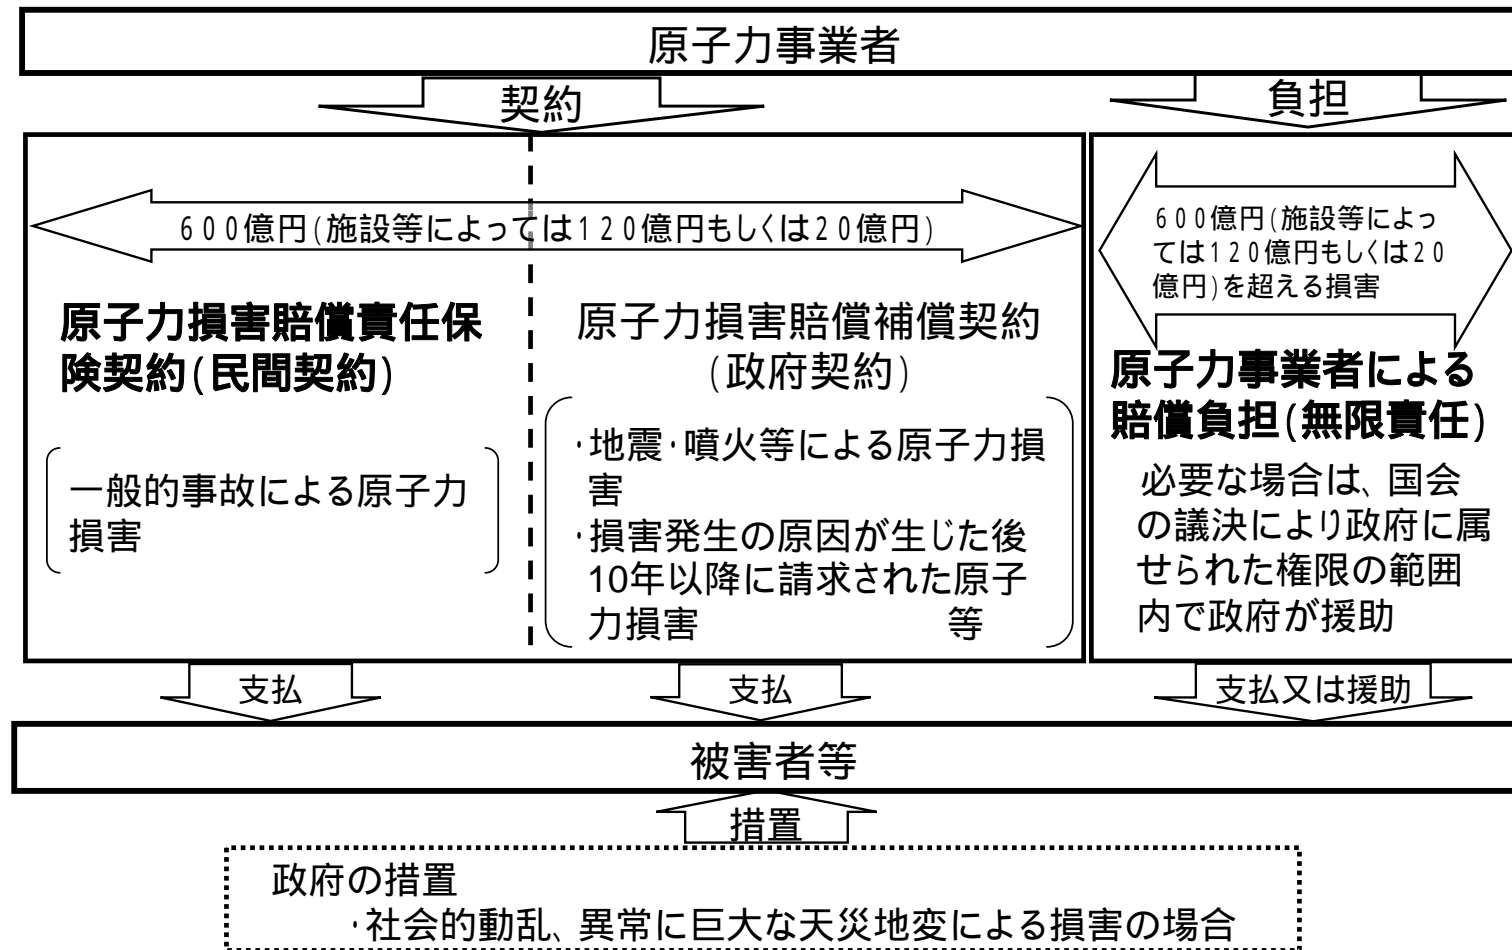 原子力事業者
契約
負担
600億円(施設等によっては120億円もしくは20億円)
原子力損害賠償責任保
険契約(民間契約)
一般的事故による原子力
損害
原子力損害賠償補償契約
(政府契約)
・地震・噴火等による原子力損
害
・損害発生の原因が生じた後
10年以降に請求された原子
力損害 等
600億円(施設等によっ
ては120億円もしくは20
億円)を超える損害
原子力事業者による
賠償負担(無限責任)
必要な場合は、国会
の議決により政府に属
せられた権限の範囲
内で政府が援助
支払
支払
支払又は援助
被害者等
措置
政府の措置
・社会的動乱、異常に巨大な天災地変による損害の場合